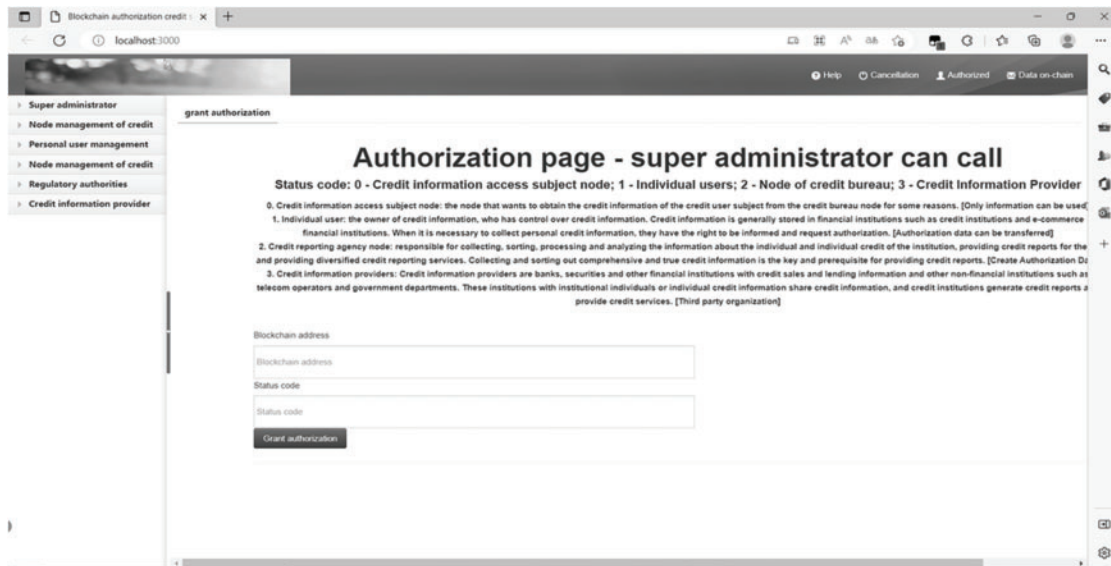 Blockchain authorization credit
localhost:3000
Help Cancellation Authorized Data on-chain
Super administrator
Node management of credit
Personal user management
Node management of credit
Regulatory authorities
Credit information provider
grant authorization
Authorization page - super administrator can call
Status code: 0 - Credit information access subject node; 1 - Individual users; 2 - Node of credit bureau; 3 - Credit Information Provider
0. Credit information access subject node: the node that wants to obtain the credit information of the credit user subject from the credit bureau node for some reasons. [Only information can be used]
1. Individual user: the owner of credit information, who has control over credit information. Credit information is generally stored in financial institutions such as credit institutions and e-commerce
financial institutions. When it is necessary to collect personal credit information, they have the right to be informed and request authorization. [Authorization data can be transferred]
2. Credit reporting agency node: responsible for collecting, sorting, processing and analyzing the information about the individual and individual credit of the institution, providing credit reports for the
and providing diversified credit reporting services. Collecting and sorting out comprehensive and true credit information is the key and prerequisite for providing credit reports. [Create Authorization Da
3. Credit information providers: Credit information providers are banks, securities and other financial institutions with credit sales and lending information and other non-financial institutions such as
telecom operators and government departments. These institutions with institutional individuals or individual credit information share credit information, and credit institutions generate credit reports a
provide credit services. [Third party organization]
Blockchain address
Blockchain address
Status code
Status code
Grant authorization